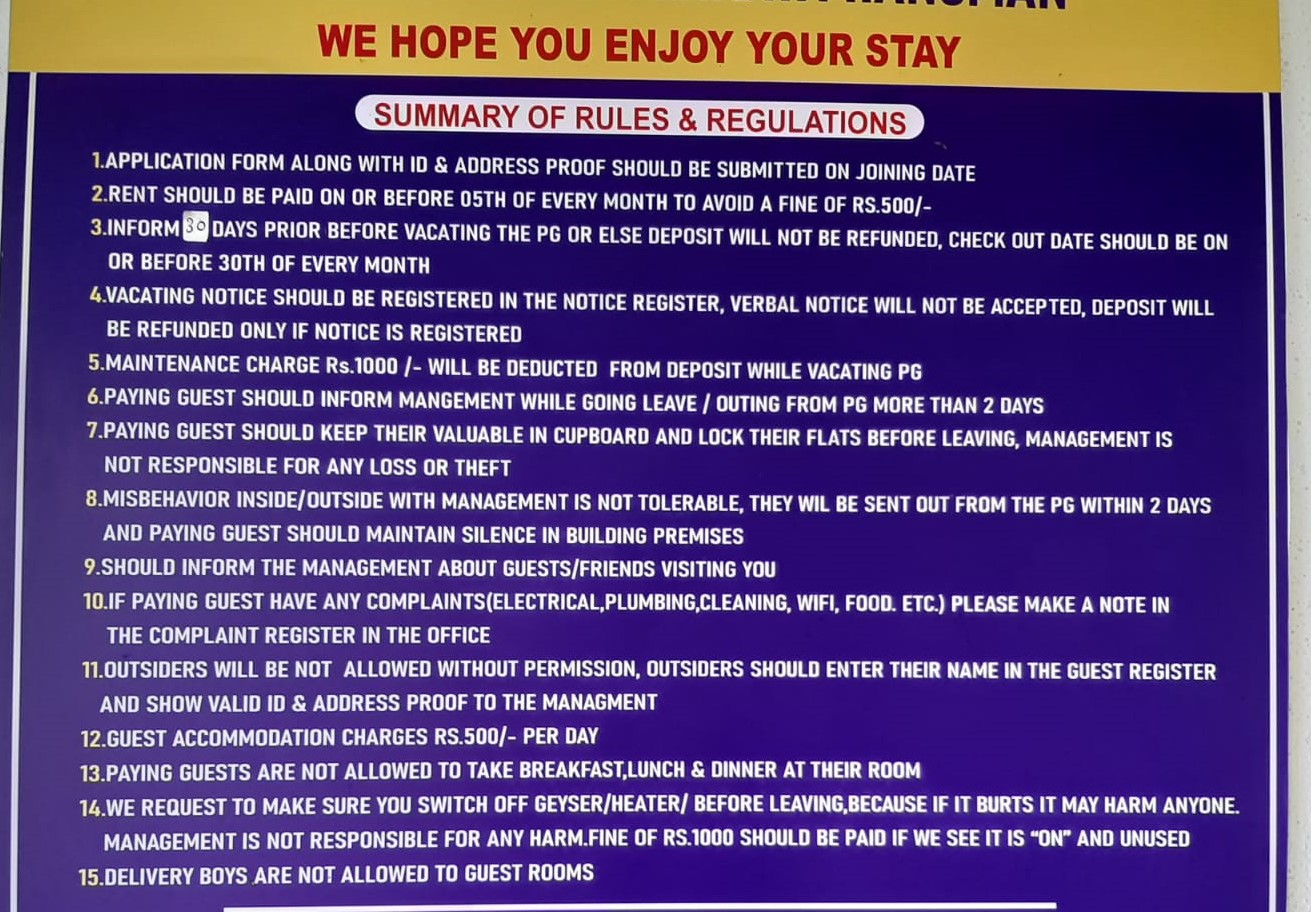 WE HOPE YOU ENJOY YOUR STAY
SUMMARY OF RULES & REGULATIONS
1.APPLICATION FORM ALONG WITH ID & ADDRESS PROOF SHOULD BE SUBMITTED ON JOINING DATE
2.RENT SHOULD BE PAID ON OR BEFORE 05TH OF EVERY MONTH TO AVOID A FINE OF RS.500/-
3.INFORM 30 DAYS PRIOR BEFORE VACATING THE PG OR ELSE DEPOSIT WILL NOT BE REFUNDED, CHECK OUT DATE SHOULD BE ON
OR BEFORE 30TH OF EVERY MONTH
4.VACATING NOTICE SHOULD BE REGISTERED IN THE NOTICE REGISTER, VERBAL NOTICE WILL NOT BE ACCEPTED, DEPOSIT WILL
BE REFUNDED ONLY IF NOTICE IS REGISTERED
5.MAINTENANCE CHARGE Rs.1000 /- WILL BE DEDUCTED FROM DEPOSIT WHILE VACATING PG
6.PAYING GUEST SHOULD INFORM MANGEMENT WHILE GOING LEAVE / OUTING FROM PG MORE THAN 2 DAYS
7.PAYING GUEST SHOULD KEEP THEIR VALUABLE IN CUPBOARD AND LOCK THEIR FLATS BEFORE LEAVING, MANAGEMENT IS
NOT RESPONSIBLE FOR ANY LOSS OR THEFT
8.MISBEHAVIOR INSIDE/OUTSIDE WITH MANAGEMENT IS NOT TOLERABLE, THEY WIL BE SENT OUT FROM THE PG WITHIN 2 DAYS
AND PAYING GUEST SHOULD MAINTAIN SILENCE IN BUILDING PREMISES
9.SHOULD INFORM THE MANAGEMENT ABOUT GUESTS/FRIENDS VISITING YOU
10.IF PAYING GUEST HAVE ANY COMPLAINTS(ELECTRICAL,PLUMBING,CLEANING, WIFI, FOOD. ETC.) PLEASE MAKE A NOTE IN
THE COMPLAINT REGISTER IN THE OFFICE
11.OUTSIDERS WILL BE NOT ALLOWED WITHOUT PERMISSION, OUTSIDERS SHOULD ENTER THEIR NAME IN THE GUEST REGISTER
AND SHOW VALID ID & ADDRESS PROOF TO THE MANAGMENT
12.GUEST ACCOMMODATION CHARGES RS.500/- PER DAY
13.PAYING GUESTS ARE NOT ALLOWED TO TAKE BREAKFAST,LUNCH & DINNER AT THEIR ROOM
14.WE REQUEST TO MAKE SURE YOU SWITCH OFF GEYSER/HEATER/ BEFORE LEAVING,BECAUSE IF IT BURTS IT MAY HARM ANYONE.
MANAGEMENT IS NOT RESPONSIBLE FOR ANY HARM.FINE OF RS.1000 SHOULD BE PAID IF WE SEE IT IS “ON” AND UNUSED
15.DELIVERY BOYS ARE NOT ALLOWED TO GUEST ROOMS